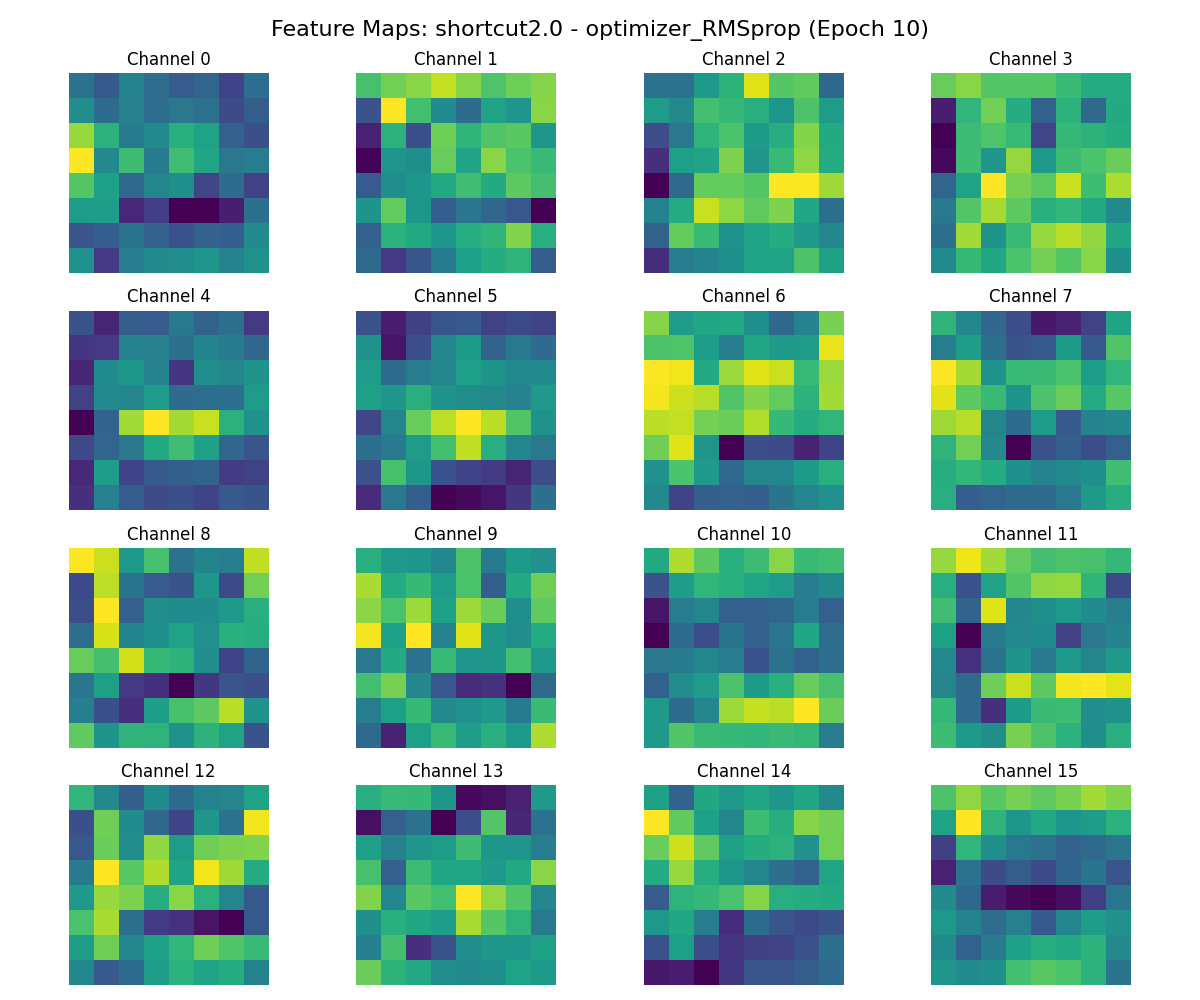 Feature Maps: shortcut2.0 - optimizer_RMSprop (Epoch 10)
Channel 0 Channel 1 Channel 2 Channel 3
Channel 4 Channel 5 Channel 6 Channel 7
Channel 8 Channel 9 Channel 10 Channel 11
Channel 12 Channel 13 Channel 14 Channel 15